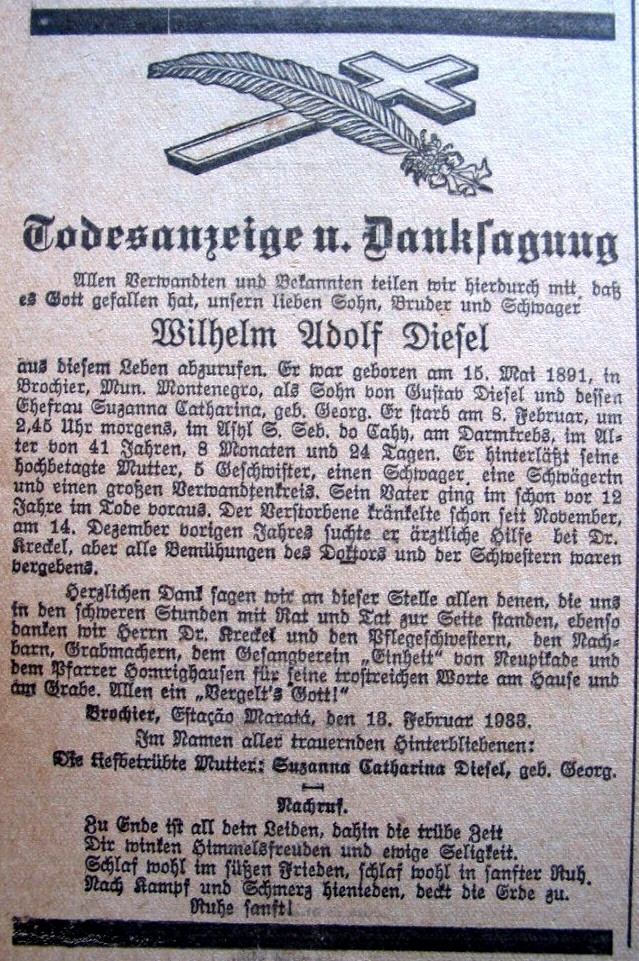 Todesanzeige u. Danksagung
Allen Verwandten und Bekannten teilen wir hierdurch mit, daß
es Gott gefallen hat, unsern lieben Sohn, Bruder und Schwager
Wilhelm Adolf Diesel
aus diesem Leben abzurufen. Er war geboren am 15. Mai 1891, in
Brochier, Mun. Montenegro, als Sohn von Gustav Diesel und dessen
Ehefrau Suzanna Catharina, geb. Georg. Er starb am 8. Februar, um
2,45 Uhr morgens, im Asyl S. Seb. do Cahy, am Darmkrebs, im Al-
ter von 41 Jahren, 8 Monaten und 24 Tagen. Er hinterläßt seine
hochbetagte Mutter, 5 Geschwister, einen Schwager, eine Schwägerin
und einen großen Verwandtenkreis. Sein Vater ging im schon vor 12
Jahre im Tode voraus. Der Verstorbene kränkelte schon seit November,
am 14. Dezember vorigen Jahres suchte er ärztliche Hilfe bei Dr.
Kreckel, aber alle Bemühungen des Doktors und der Schwestern waren
vergebens.
Herzlichen Dank sagen wir an dieser Stelle allen denen, die uns
in den schweren Stunden mit Rat und Tat zur Seite standen, ebenso
danken wir Herrn Dr. Kreckel und den Pflegeschwestern, den Nach-
barn, Grabmachern, dem Gesangverein „Einheit" von Neupikade und
dem Pfarrer Homrighausen für seine trostreichen Worte am Hause und
am Grabe. Allen ein „Vergelt's Gott!"
Brochier, Estação Maratá, den 13. Februar 1933.
Im Namen aller trauernden Hinterbliebenen:
Die tiefbetrübte Mutter: Suzanna Catharina Diesel, geb. Georg.
Nachruf.
Zu Ende ist all dein Leiden, dahin die trübe Zeit
Dir winken Himmelsfreuden und ewige Seligkeit.
Schlaf wohl im süßen Frieden, schlaf wohl in sanfter Ruh.
Nach Kampf und Schmerz hienieden, deckt die Erde zu.
Ruhe sanft!